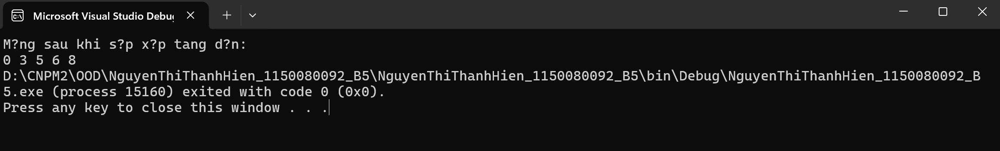 Microsoft Visual Studio Debu
M?ng sau khi s?p x?p tang d?n:
0 3 5 6 8
D:\CNPM2\OOD\NguyenThiThanhHien_1150080092_B5\NguyenThiThanhHien_1150080092_B5\bin\Debug\NguyenThiThanhHien_1150080092_B
5.exe (process 15160) exited with code 0 (0x0).
Press any key to close this window . . .